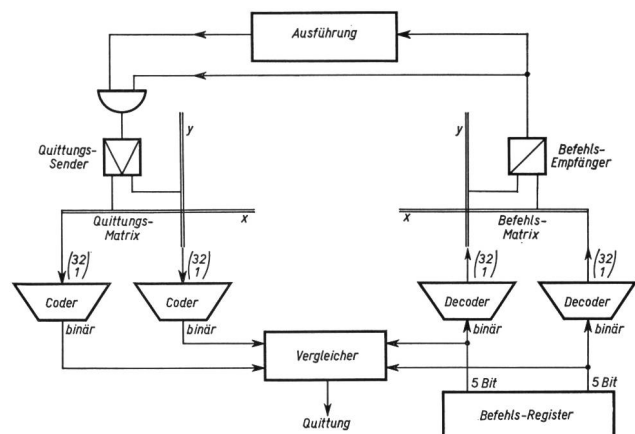 Ausführung
Quittungs-
Sender
y
y
Befehls-
Empfänger
Quittungs-
Matrix
x
x
Befehls-
Matrix
(32
1)
(32
1)
(32
1)
(32
1)
Coder
Coder
Decoder
Decoder
binär
binär
binär
binär
Vergleicher
5 Bit
5 Bit
Quittung
Befehls-Register